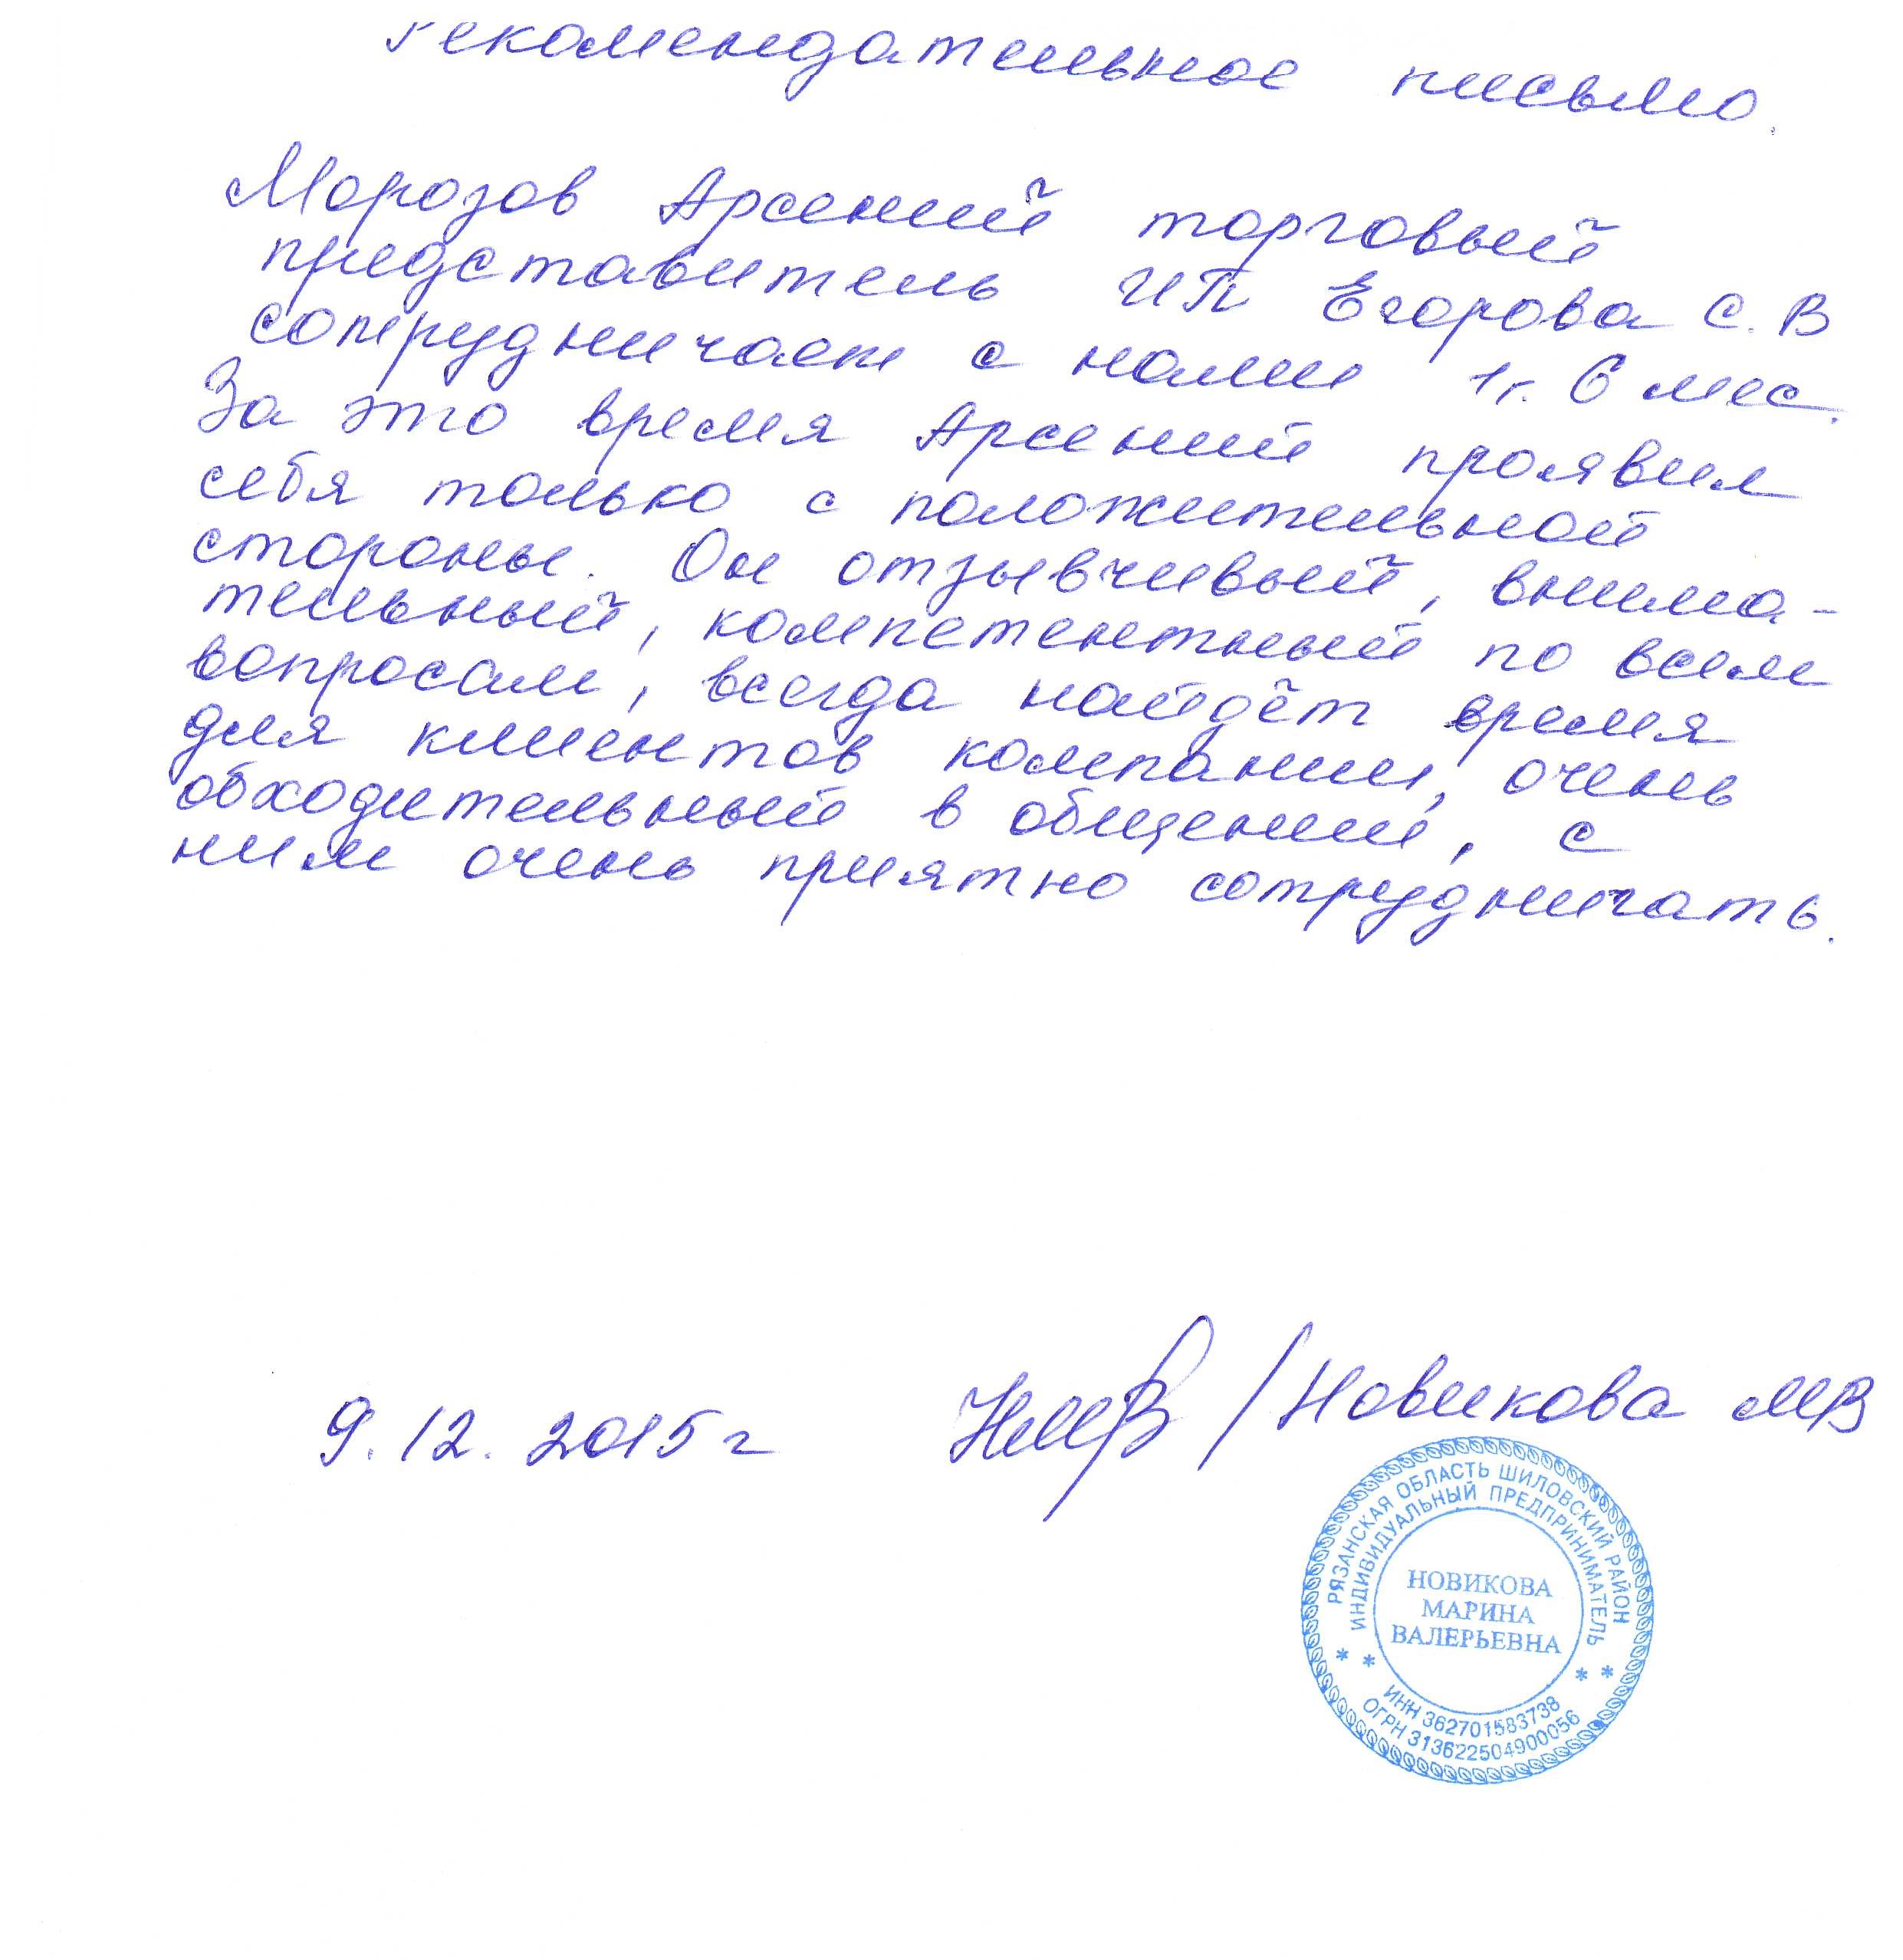 Рекомендательное письмо.
Морозов Арсений торговый
представитель ИП Егорова С. В
сотрудничает с нами 1г. 6 мес.
За это время Арсений проявил
себя только с положительной
стороны. Он отзывчивый, внима-
тельный, компетентный по всем
вопросам, всегда найдёт время
для клиентов компании, очень
обходительный в общении, с
ним очень приятно сотрудничать.
9. 12. 2015 г
НМВ / Новикова МВ
РЯЗАНСКАЯ ОБЛАСТЬ ШИЛОВСКИЙ РАЙОН
ИНДИВИДУАЛЬНЫЙ ПРЕДПРИНИМАТЕЛЬ
НОВИКОВА
МАРИНА
ВАЛЕРЬЕВНА
ИНН 362701583738
ОГРН 313622504900056